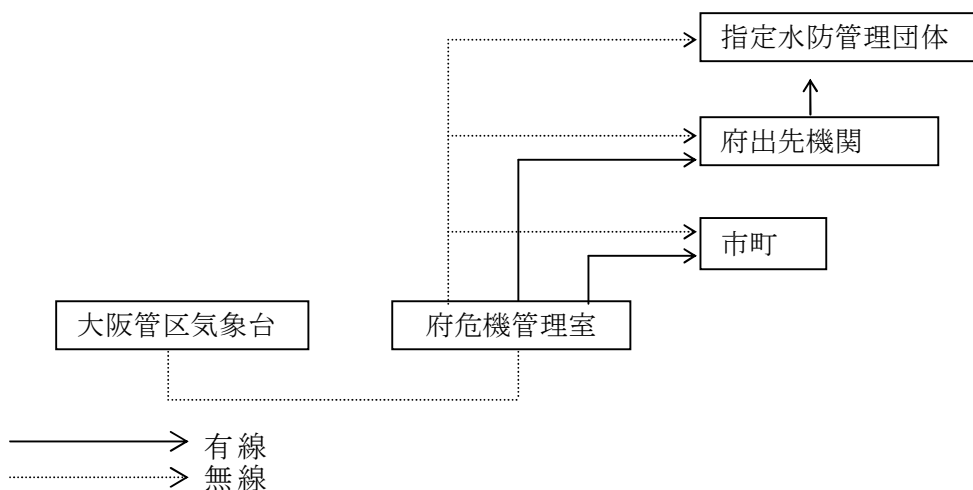 指定水防管理団体
府出先機関
市町
大阪管区気象台
府危機管理室
有線
無線